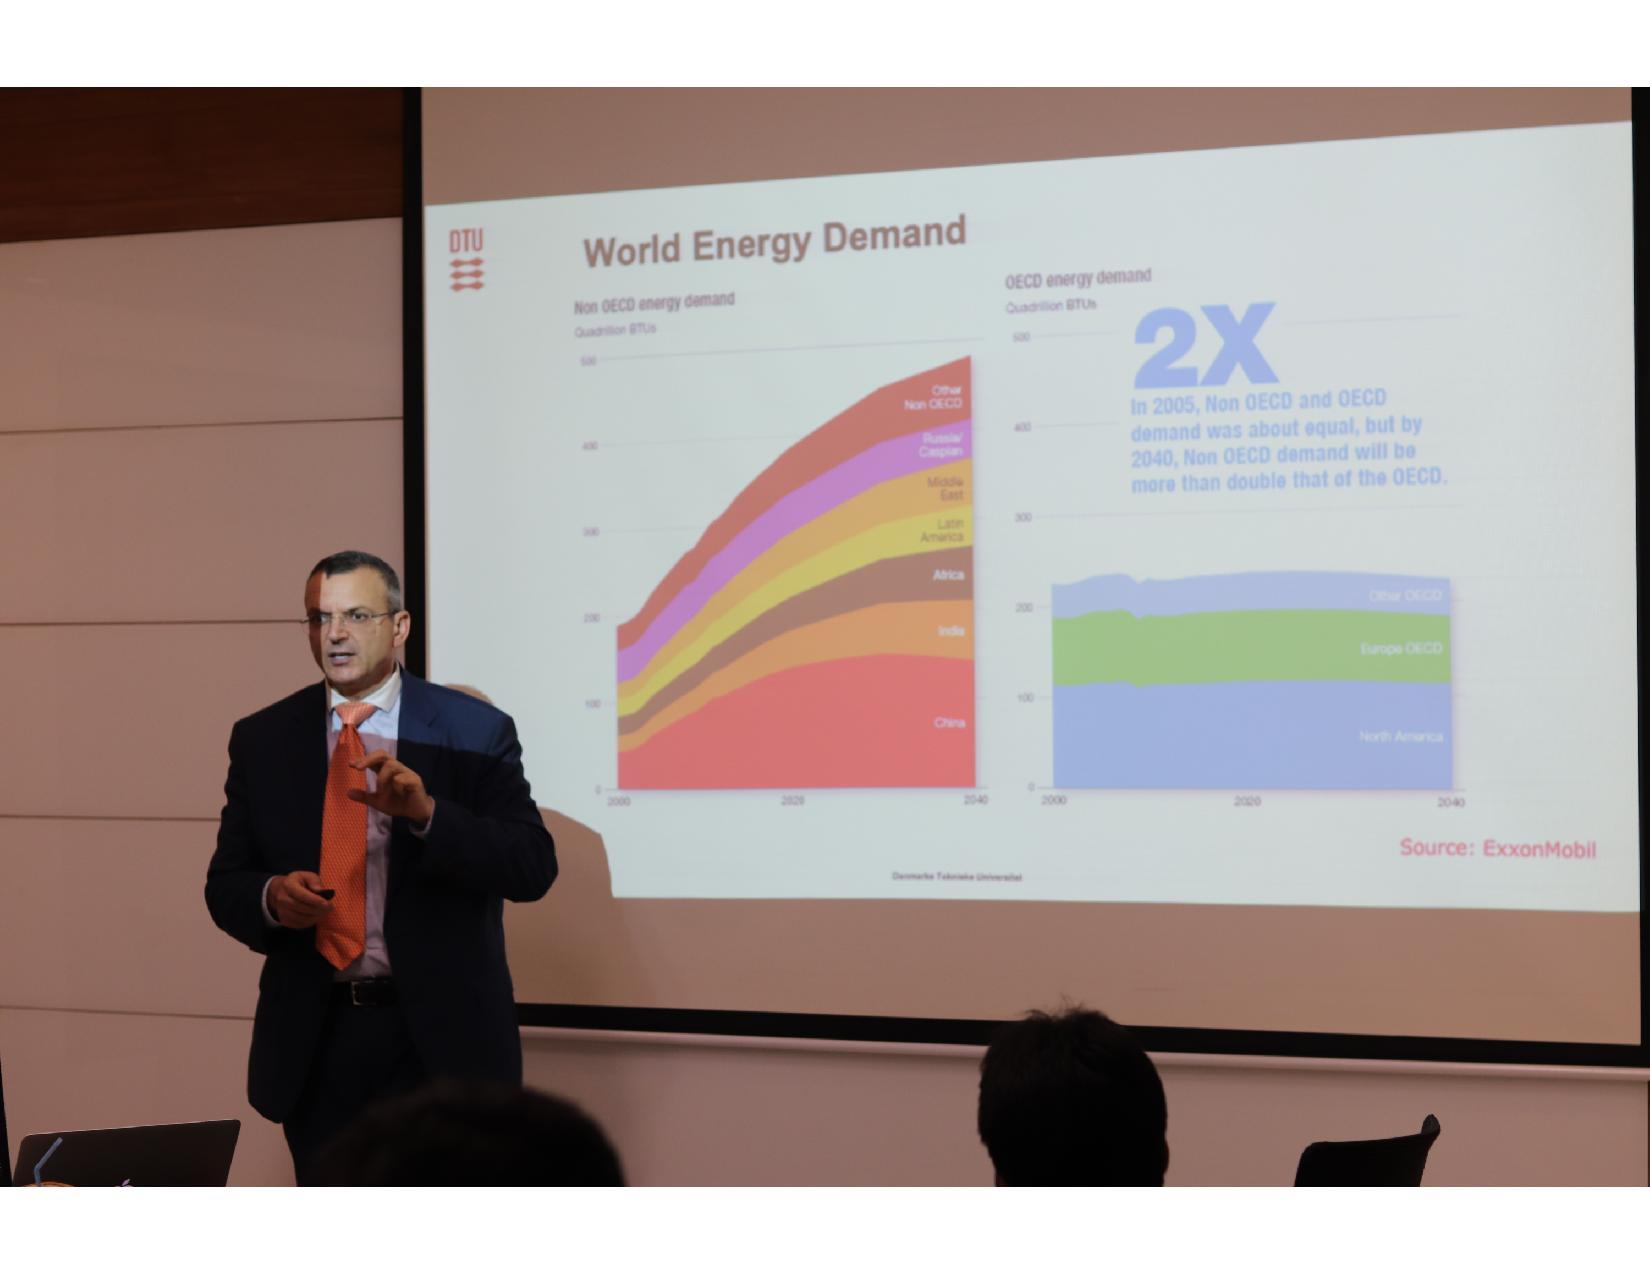 DTU
World Energy Demand
Non OECD energy demand
Quadrillion BTUs
500
400
300
200
100
0
2000
2020
2040
Other
Non OECD
Russia/
Caspian
Middle
East
Latin
America
Africa
India
China
OECD energy demand
Quadrillion BTUs
500
400
300
200
100
0
2000
2020
2040
2X
In 2005, Non OECD and OECD
demand was about equal, but by
2040, Non OECD demand will be
more than double that of the OECD.
Other OECD
Europe OECD
North America
Source: ExxonMobil
Danmarks Tekniske Universitet